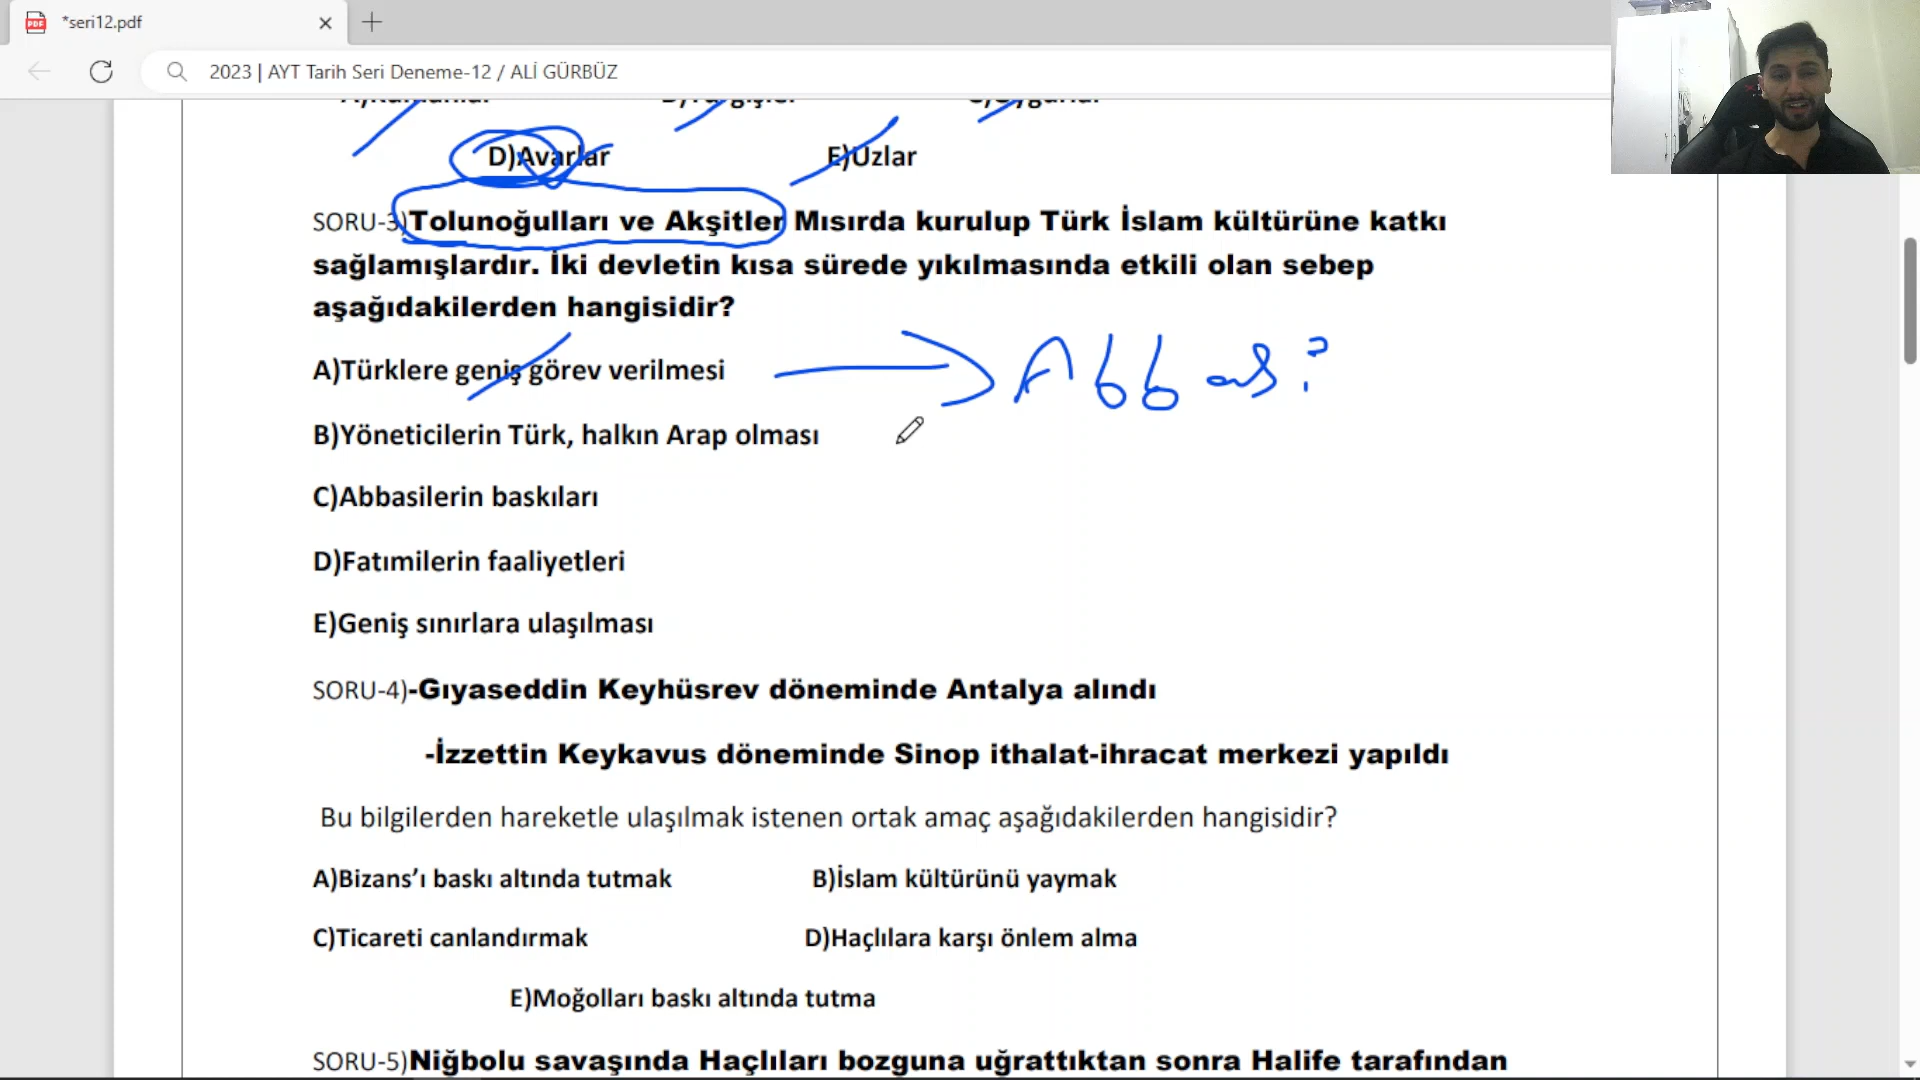 *seri12.pdf
2023 | AYT Tarih Seri Deneme-12 / ALİ GÜRBÜZ
D)Avarlar E)Uzlar
SORU-3)Tolunoğulları ve Akşitler Mısırda kurulup Türk İslam kültürüne katkı
sağlamışlardır. İki devletin kısa sürede yıkılmasında etkili olan sebep
aşağıdakilerden hangisidir?
A)Türklere geniş görev verilmesi
B)Yöneticilerin Türk, halkın Arap olması
C)Abbasilerin baskıları
D)Fatımilerin faaliyetleri
E)Geniş sınırlara ulaşılması
SORU-4)-Gıyaseddin Keyhüsrev döneminde Antalya alındı
-İzzettin Keykavus döneminde Sinop ithalat-ihracat merkezi yapıldı
Bu bilgilerden hareketle ulaşılmak istenen ortak amaç aşağıdakilerden hangisidir?
A)Bizans’ı baskı altında tutmak B)İslam kültürünü yaymak
C)Ticareti canlandırmak D)Haçlılara karşı önlem alma
E)Moğolları baskı altında tutma
SORU-5)Niğbolu savaşında Haçlıları bozguna uğrattıktan sonra Halife tarafından